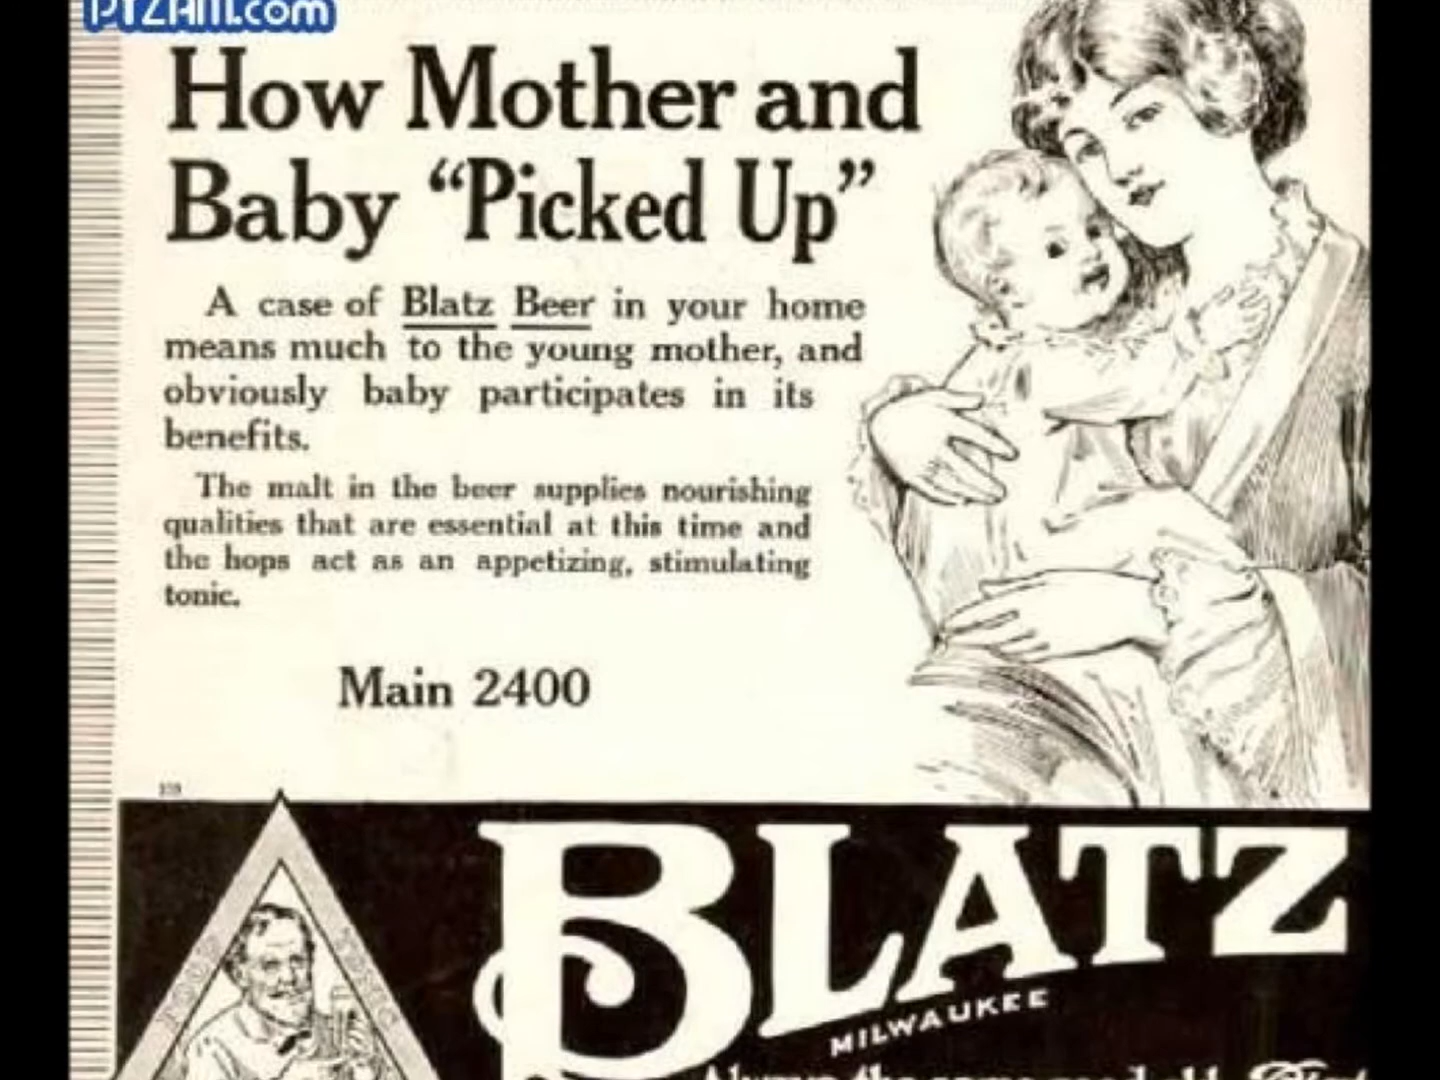 How Mother and
Baby “Picked Up”
A case of Blatz Beer in your home
means much to the young mother, and
obviously baby participates in its
benefits.
The malt in the beer supplies nourishing
qualities that are essential at this time and
the hops act as an appetizing, stimulating
tonic.
Main 2400
BLATZ
MILWAUKEE